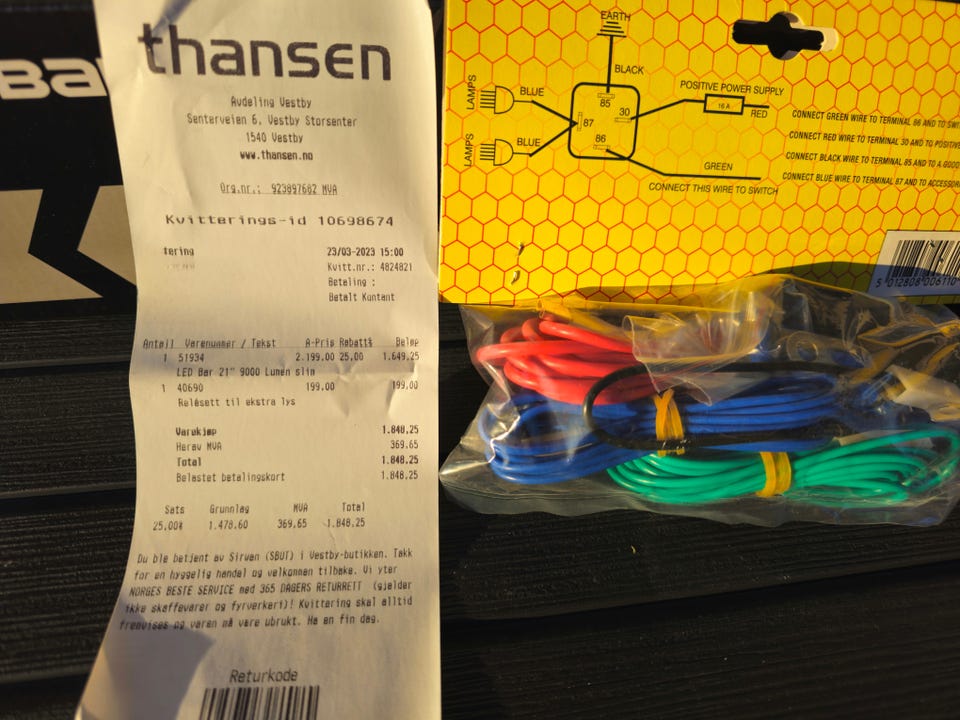 Ba
thansen
Avdeling Vestby
Senterveien 6, Vestby Storsenter
1540 Vestby
www.thansen.no
Org.nr.: 923897682 MVA
Kvitterings-id 10698674
tering
23/03-2023 15:00
Kvitt.nr.: 4824821
Betaling :
Betalt Kontant
Antall Varenummer / Tekst A-Pris Rabatt% Beløp
1 51934 2.199,00 25,00 1.649,25
LED Bar 21" 9000 Lumen slim
1 40690 199,00 199,00
Relèsett til ekstra lys
Varekjøp 1.848,25
Herav MVA 369,65
Total 1.848,25
Belastet betalingskort 1.848,25
Sats Grunnlag MVA Total
25,00% 1.478,60 369,65 1.848,25
Du ble betjent av Sirvan (SBUT) i Vestby-butikken. Takk
for en hyggelig handel og velkommen tilbake. Vi yter
NORGES BESTE SERVICE med 365 DAGERS RETURRETT (gjelder
ikke skaffevarer og fyrverkeri)! Kvittering skal alltid
fremvises og varen må være ubrukt. Ha en fin dag.
Returkode
EARTH
BLACK
LAMPS
BLUE
85
30
87
86
POSITIVE POWER SUPPLY
16 A
RED
LAMPS
BLUE
GREEN
CONNECT THIS WIRE TO SWITCH
CONNECT GREEN WIRE TO TERMINAL 86 AND TO
CONNECT RED WIRE TO TERMINAL 30 AND TO POSITIVE
CONNECT BLACK WIRE TO TERMINAL 85 AND TO A
CONNECT BLUE WIRE TO TERMINAL 87 AND TO
5 012808 006110